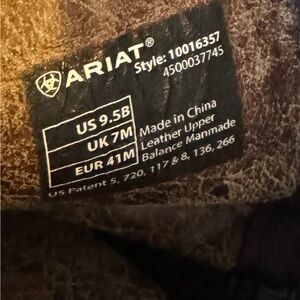 ARIAT®
Style: 10016357
4500037745
US 9.5B
UK 7M
EUR 41M
Made in China
Leather Upper
Balance Manmade
US Patent 5, 720, 117 & 8, 136, 266